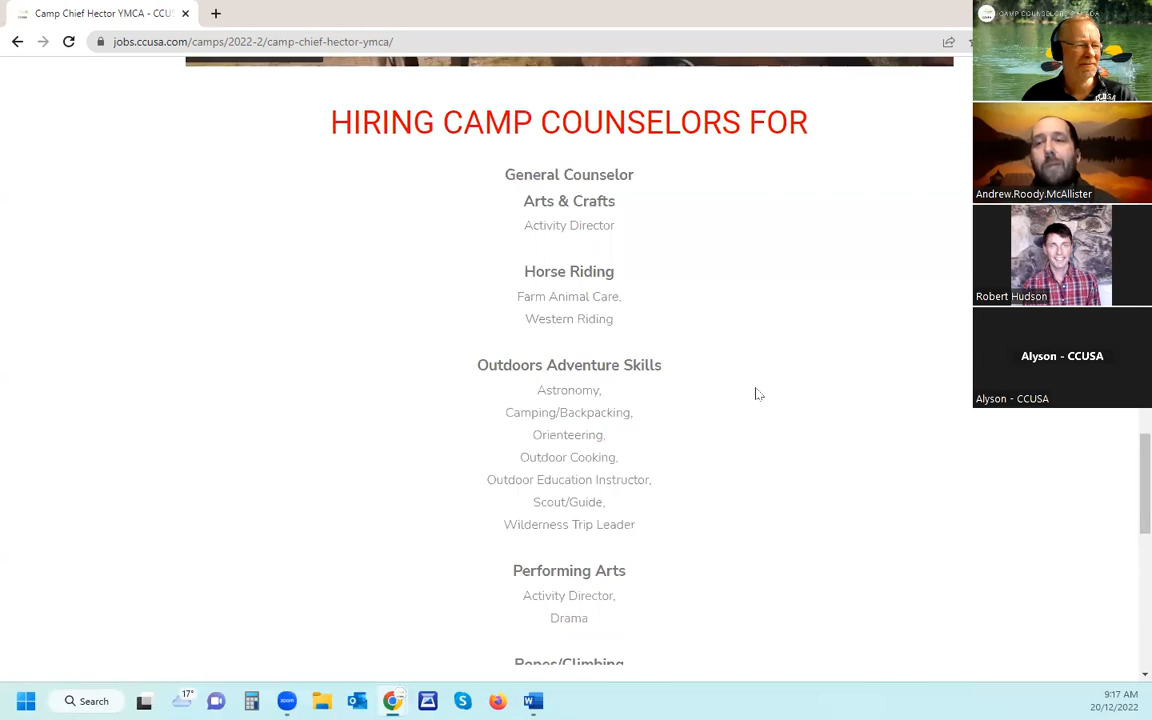 Camp Chief Hector YMCA - CCUS
jobs.ccusa.com/camps/2022-2/camp-chief-hector-ymca/
HIRING CAMP COUNSELORS FOR
General Counselor
Arts & Crafts
Activity Director
Horse Riding
Farm Animal Care,
Western Riding
Outdoors Adventure Skills
Astronomy,
Camping/Backpacking,
Orienteering,
Outdoor Cooking,
Outdoor Education Instructor,
Scout/Guide,
Wilderness Trip Leader
Performing Arts
Activity Director,
Drama
Ropes/Climbing
Andrew.Roody.McAllister
Robert Hudson
Alyson - CCUSA
Alyson - CCUSA
Search
17°
zoom
9:17 AM
20/12/2022